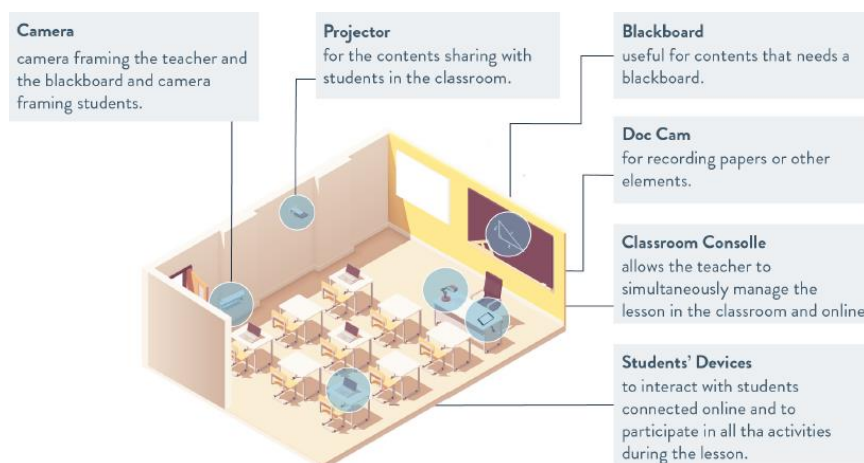 Camera
camera framing the teacher and
the blackboard and camera
framing students.
Projector
for the contents sharing with
students in the classroom.
Blackboard
useful for contents that needs a
blackboard.
Doc Cam
for recording papers or other
elements.
Classroom Consolle
allows the teacher to
simultaneously manage the
lesson in the classroom and online
Students' Devices
to interact with students
connected online and to
participate in all tha activities
during the lesson.